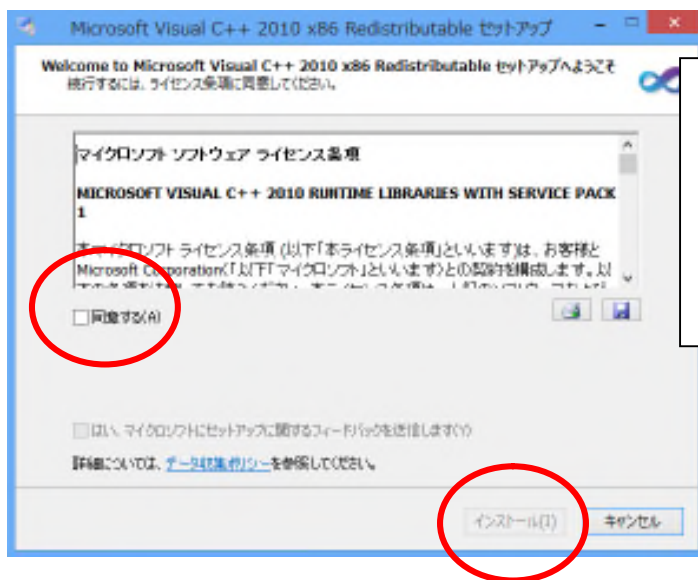 Microsoft Visual C++ 2010 x86 Redistributable セットアップ
Welcome to Microsoft Visual C++ 2010 x86 Redistributable セットアップへようこそ
続行するには、ライセンス条項に同意してください。
マイクロソフト ソフトウェア ライセンス条項
MICROSOFT VISUAL C++ 2010 RUNTIME LIBRARIES WITH SERVICE PACK
1
本マイクロソフト ライセンス条項 (以下「本ライセンス条項」といいます)は、お客様と
Microsoft Corporation(「以下「マイクロソフト」といいます)との契約を構成します。以
同意する(A)
はい、マイクロソフトにセットアップに関するフィードバックを送信します(Y)
詳細については、データ収集ポリシーを参照してください。
インストール(I)
キャンセル